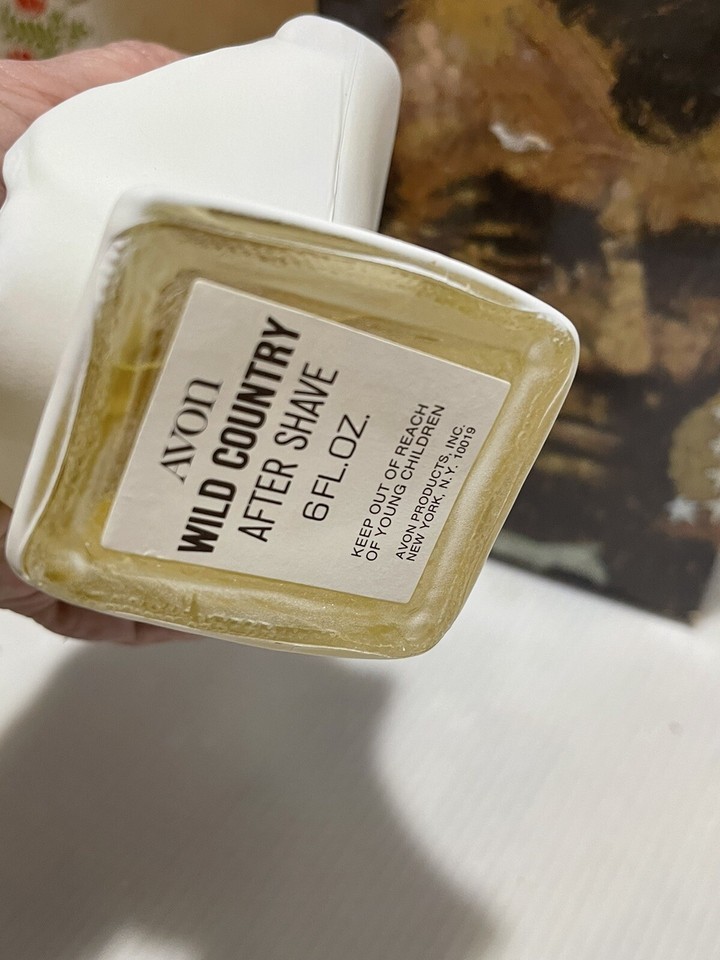 AVON
WILD COUNTRY
AFTER SHAVE
6 FL.OZ.
KEEP OUT OF REACH
OF YOUNG CHILDREN
AVON PRODUCTS, INC.
NEW YORK, N.Y. 10019